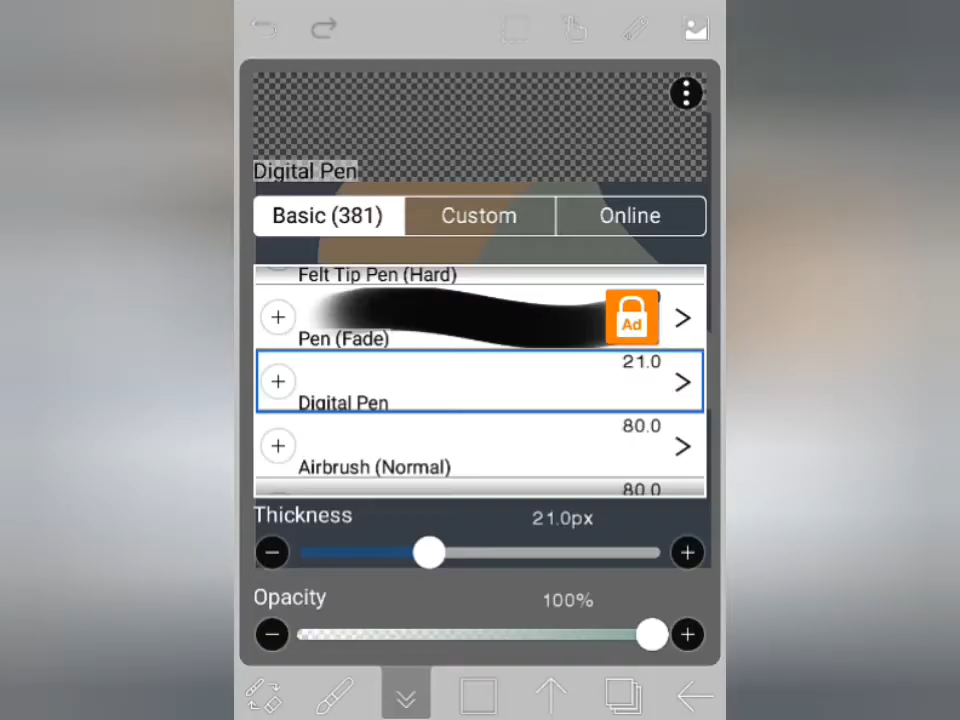 Digital Pen
Basic (381)
Custom
Online
Felt Tip Pen (Hard)
Ad
Pen (Fade)
21.0
Digital Pen
80.0
Airbrush (Normal)
80.0
Thickness
21.0px
Opacity
100%